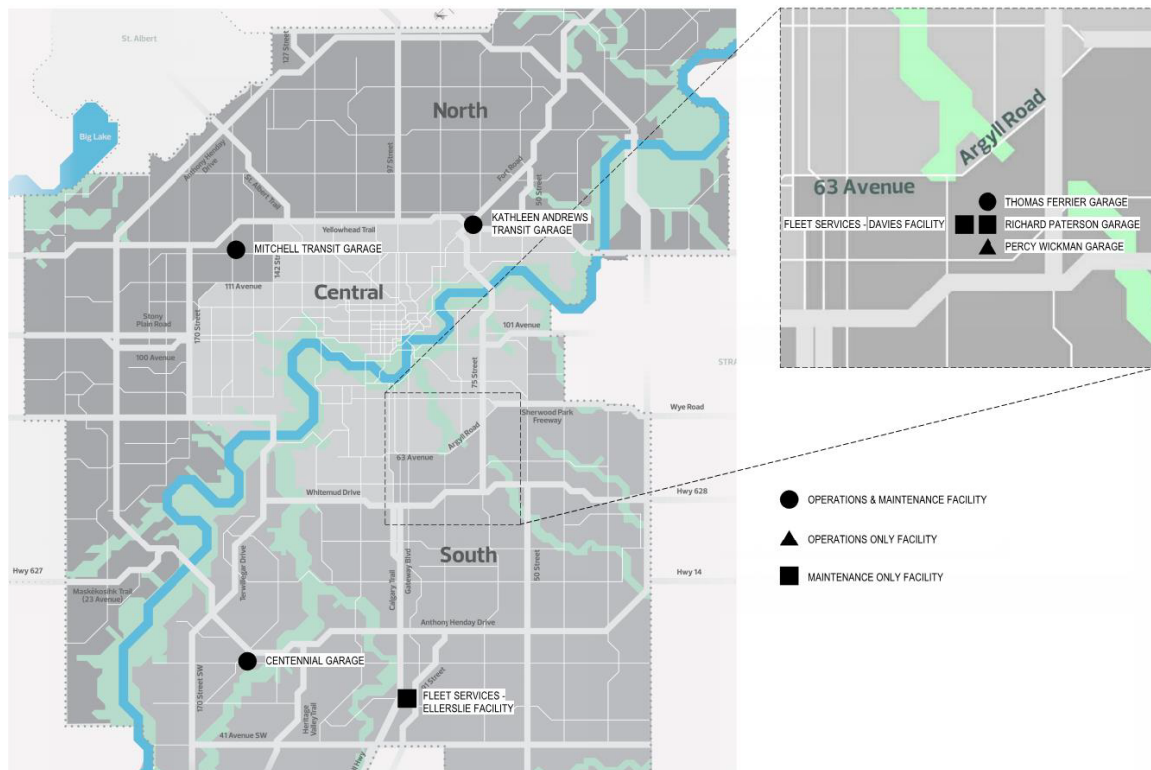 St. Albert
127 Street
North
Big Lake
Anthony Henday
Drive
St. Albert Trail
97 Street
Fort Road
50 Street
KATHLEEN ANDREWS
TRANSIT GARAGE
Yellowhead Trail
MITCHELL TRANSIT GARAGE
142 Street
111 Avenue
Central
Stony
Plain Road
170 Street
100 Avenue
101 Avenue
75 Street
STRA
Wye Road
Sherwood Park
Freeway
Argyll Road
63 Avenue
Whitemud Drive
Hwy 628
South
Hwy 627
Terwillegar Drive
Calgary Trail
Gateway Blvd
50 Street
Hwy 14
Maskêkosihk Trail
(23 Avenue)
Anthony Henday Drive
CENTENNIAL GARAGE
170 Street SW
Heritage
Valley Trail
91 Street
FLEET SERVICES -
ELLERSLIE FACILITY
41 Avenue SW
Hwy
Argyll Road
63 Avenue
THOMAS FERRIER GARAGE
FLEET SERVICES - DAVIES FACILITY
RICHARD PATERSON GARAGE
PERCY WICKMAN GARAGE
OPERATIONS & MAINTENANCE FACILITY
OPERATIONS ONLY FACILITY
MAINTENANCE ONLY FACILITY